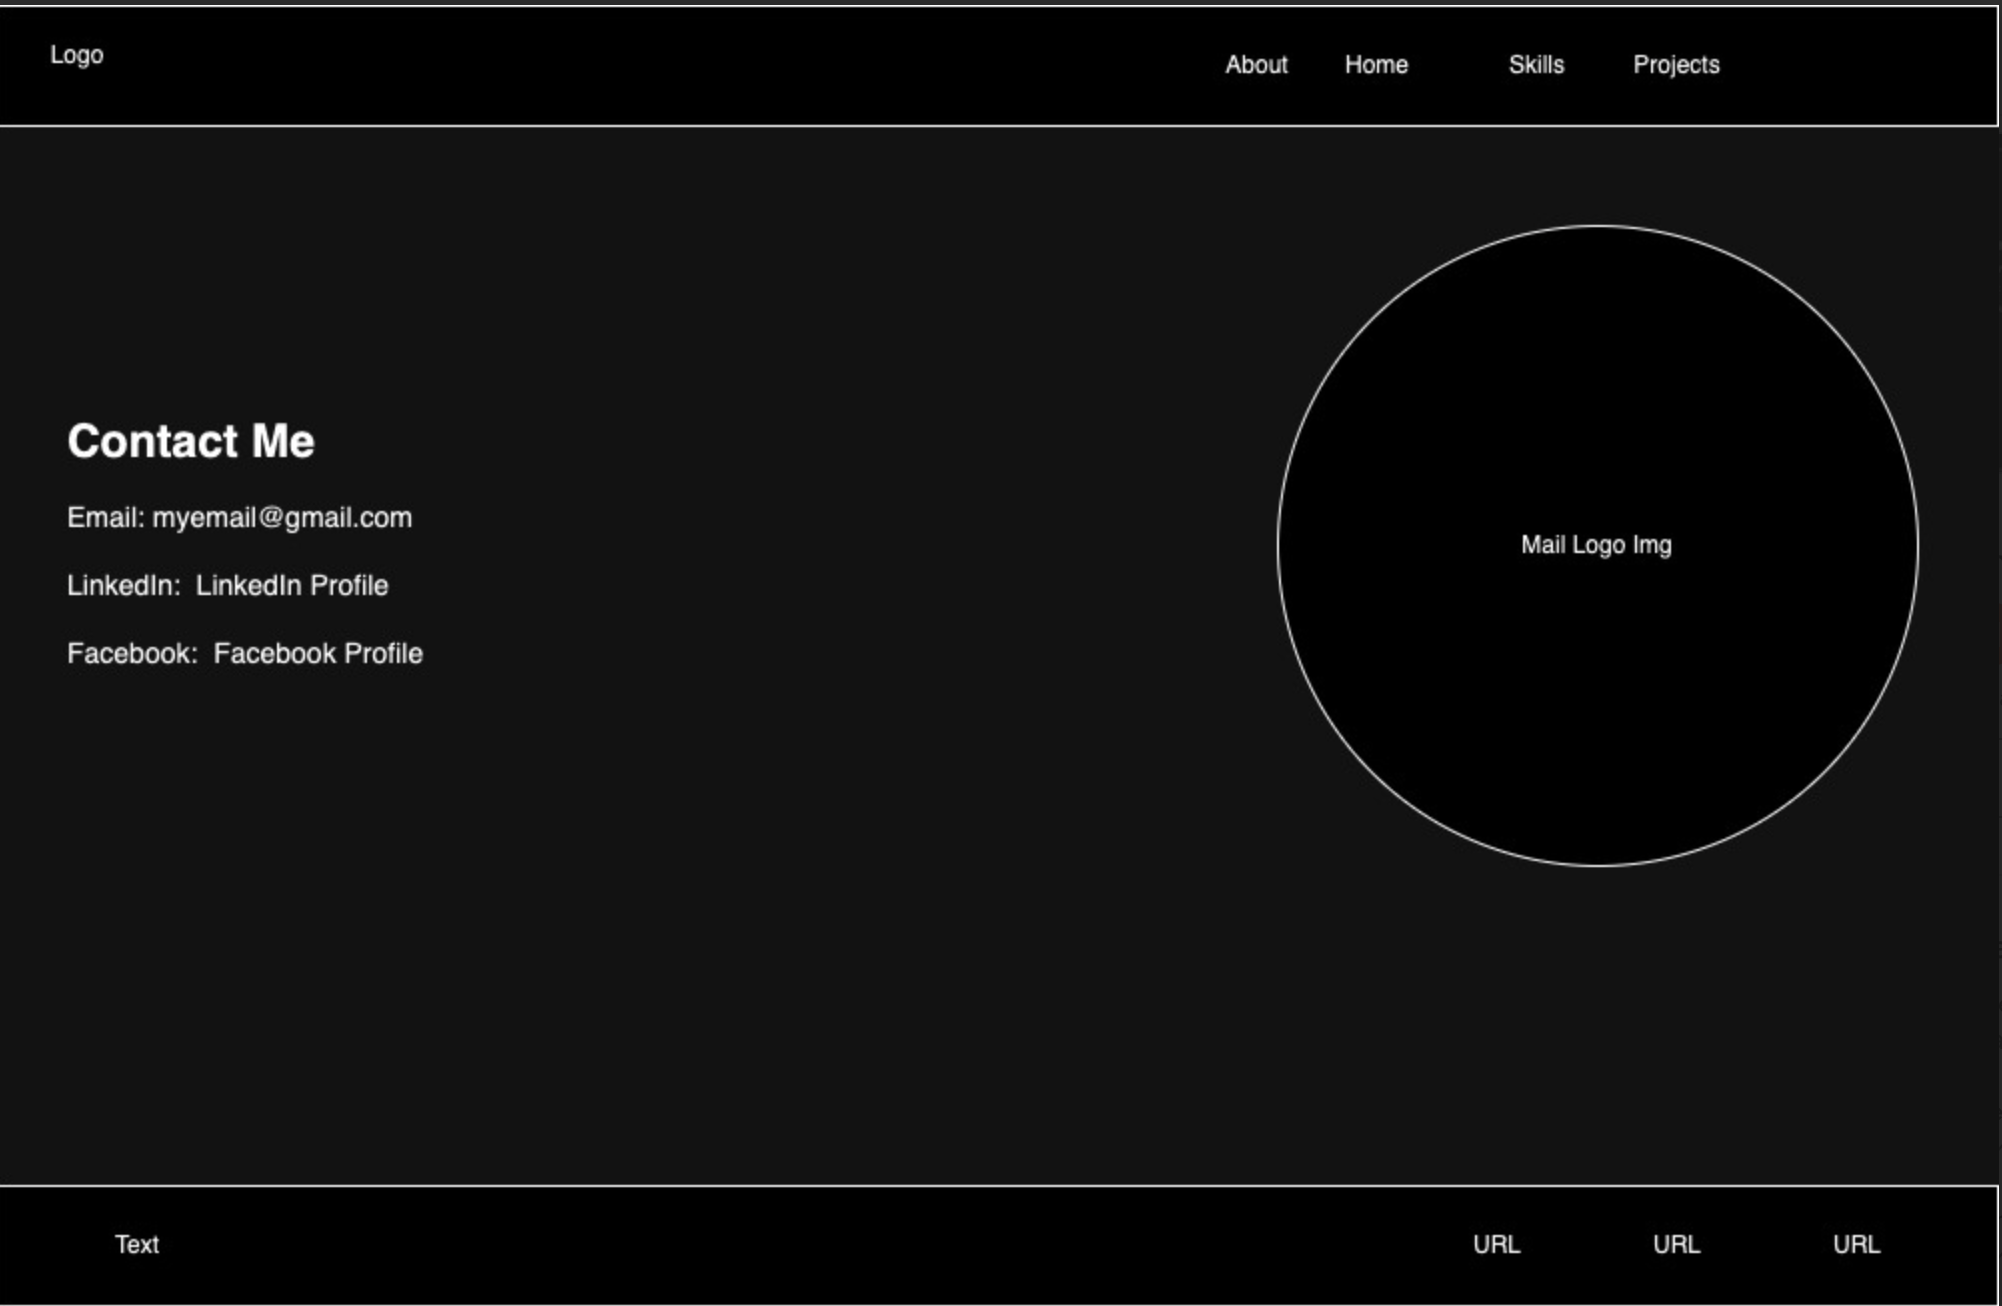 Logo
About Home Skills Projects
Contact Me
Email: myemail@gmail.com
LinkedIn: LinkedIn Profile
Facebook: Facebook Profile
Mail Logo Img
Text URL URL URL